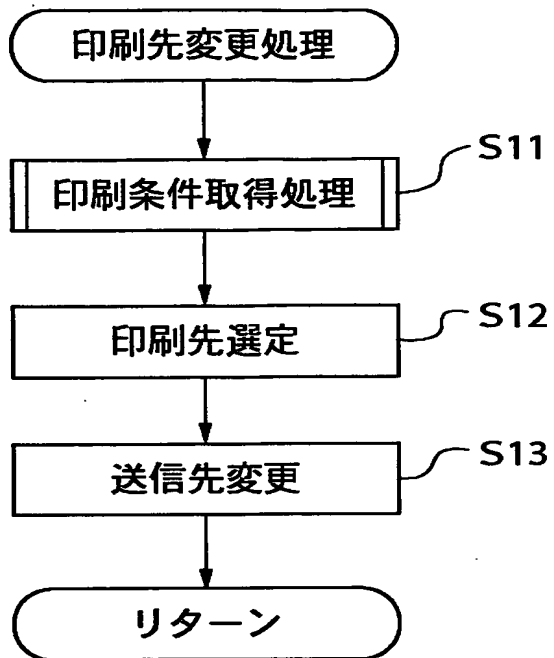 印刷先変更処理
印刷条件取得処理
S11
印刷先選定
S12
送信先変更
S13
リターン